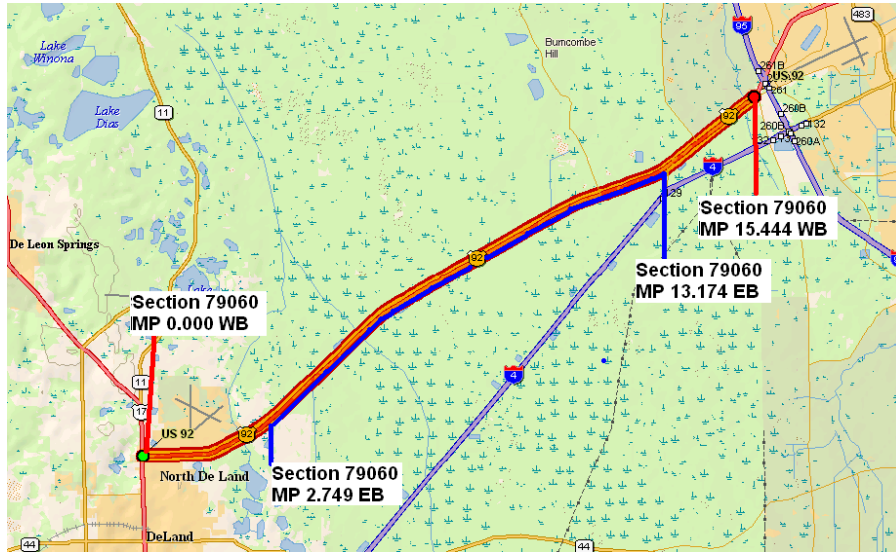 Lake
Winona
Lake
Dias
11
Buncombe
Hill
95
483
261B
US 92
261
260B
132
260B
260A
92
4
129
Section 79060
MP 15.444 WB
De Leon Springs
92
Section 79060
MP 13.174 EB
Lake
Section 79060
MP 0.000 WB
4
11
17
US 92
92
North De Land
Section 79060
MP 2.749 EB
DeLand
44
44